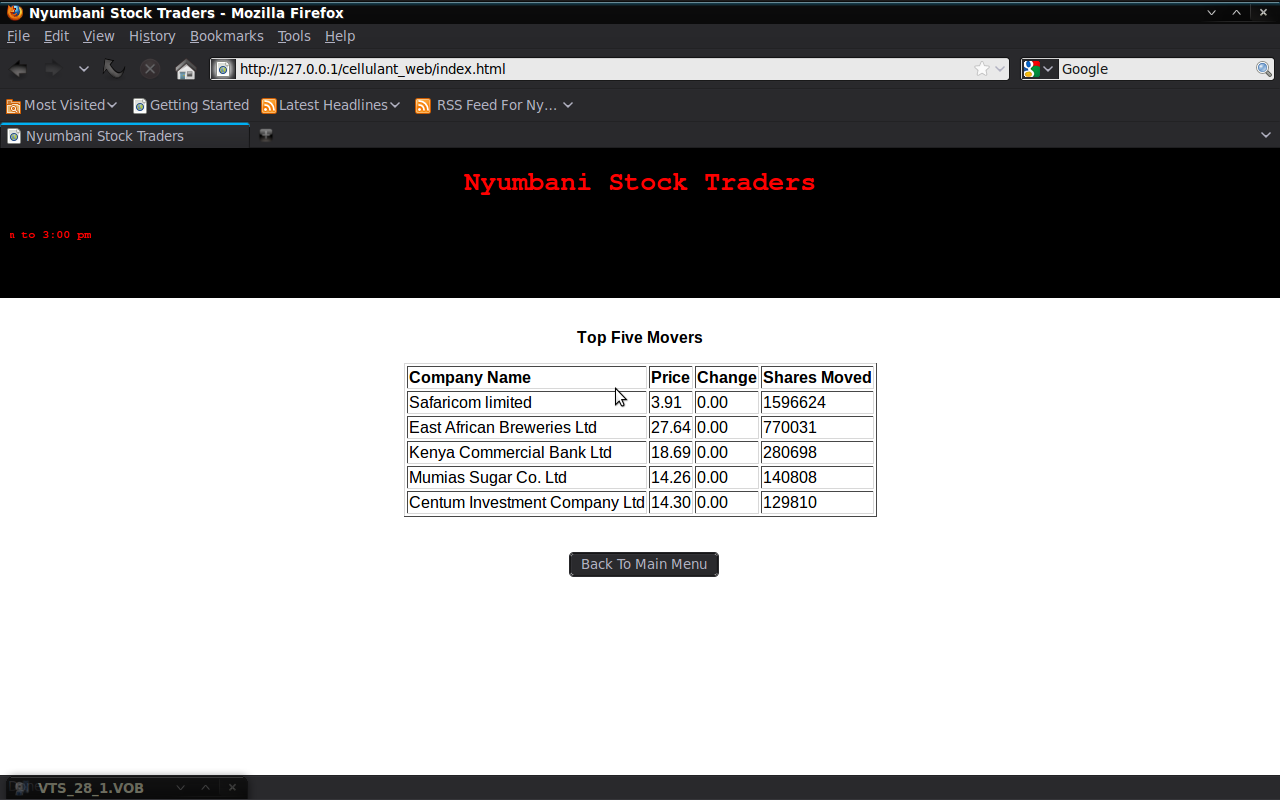 Nyumbani Stock Traders - Mozilla Firefox
File Edit View History Bookmarks Tools Help
http://127.0.0.1/cellulant_web/index.html Google
Most Visited Getting Started Latest Headlines RSS Feed For Ny...
Nyumbani Stock Traders
Nyumbani Stock Traders
to 3:00 pm
Top Five Movers
Company Name Price Change Shares Moved
Safaricom limited 3.91 0.00 1596624
East African Breweries Ltd 27.64 0.00 770031
Kenya Commercial Bank Ltd 18.69 0.00 280698
Mumias Sugar Co. Ltd 14.26 0.00 140808
Centum Investment Company Ltd 14.30 0.00 129810
Back To Main Menu
VTS_28_1.VOB